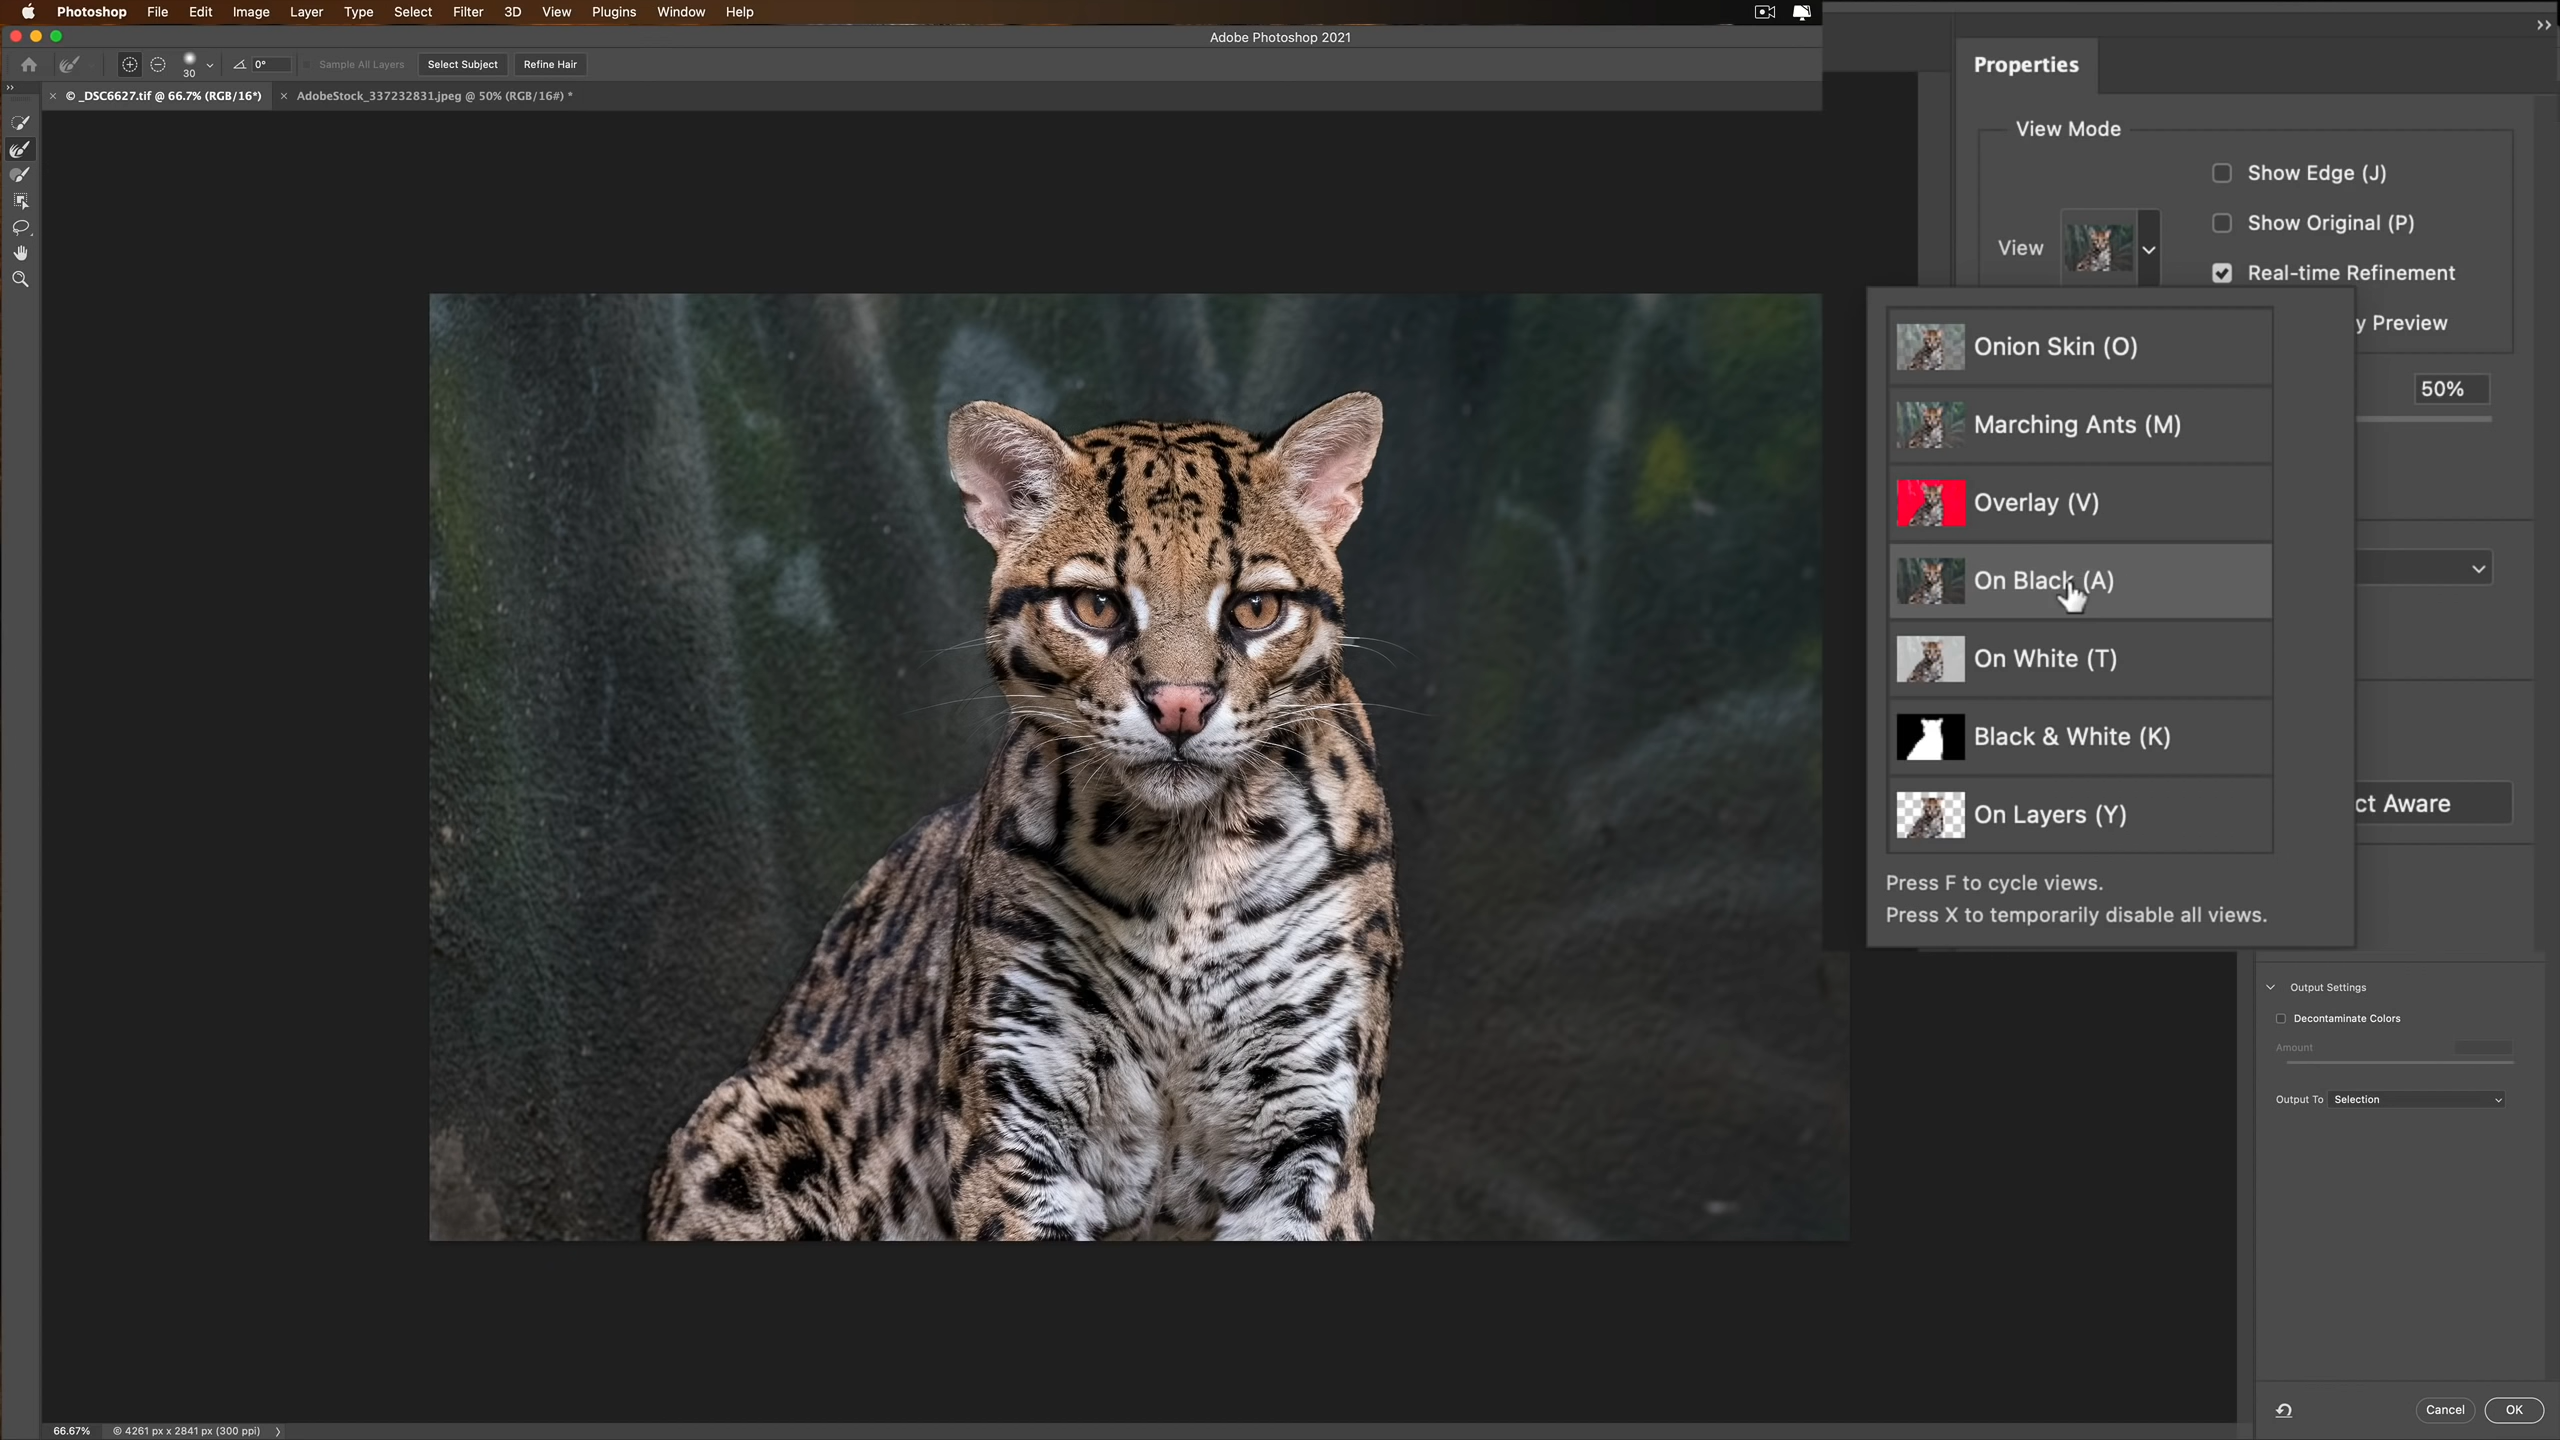 Photoshop File Edit Image Layer Type Select Filter 3D View Plugins Window Help
Adobe Photoshop 2021
30 0° Sample All Layers Select Subject Refine Hair
© _DSC6627.tif @ 66.7% (RGB/16*) AdobeStock_337232831.jpeg @ 50% (RGB/16#) *
Properties
View Mode
Show Edge (J)
Show Original (P)
View
Real-time Refinement
y Preview
50%
Onion Skin (O)
Marching Ants (M)
Overlay (V)
On Black (A)
On White (T)
Black & White (K)
On Layers (Y)
ct Aware
Press F to cycle views.
Press X to temporarily disable all views.
Output Settings
Decontaminate Colors
Amount
Output To Selection
Cancel OK
66.67% © 4261 px x 2841 px (300 ppi)